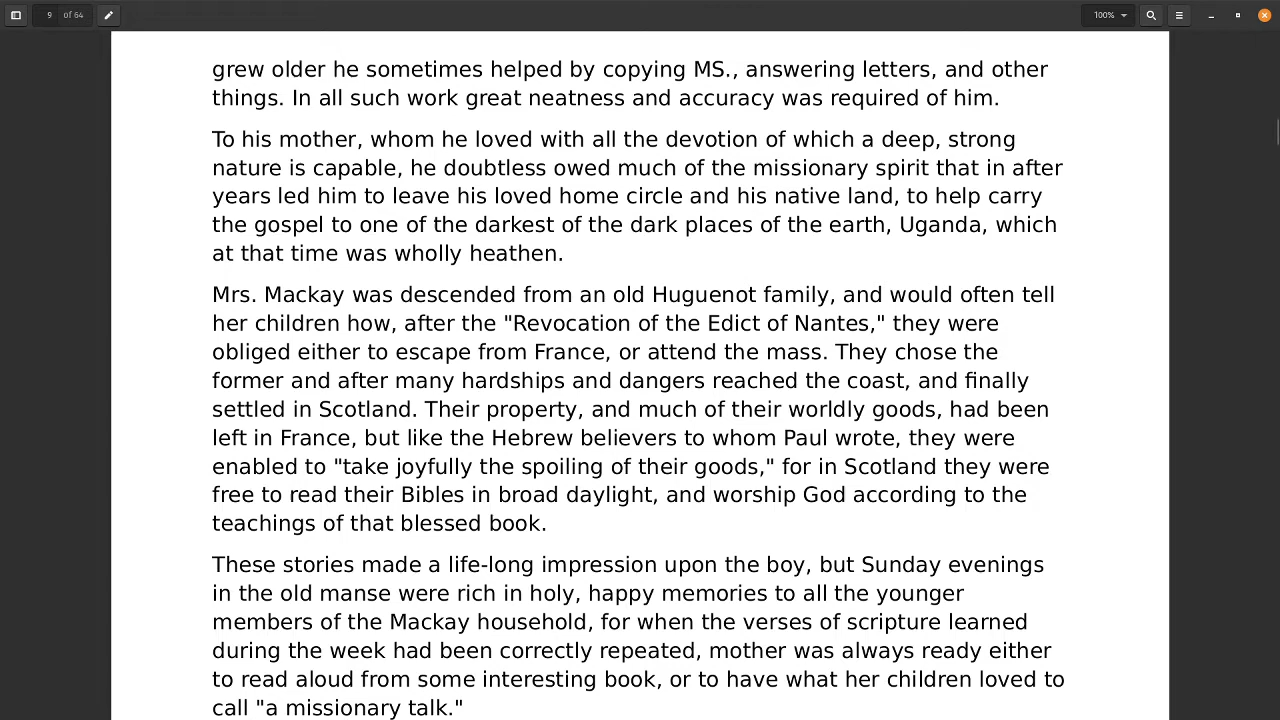 9 of 64
100%
grew older he sometimes helped by copying MS., answering letters, and other
things. In all such work great neatness and accuracy was required of him.
To his mother, whom he loved with all the devotion of which a deep, strong
nature is capable, he doubtless owed much of the missionary spirit that in after
years led him to leave his loved home circle and his native land, to help carry
the gospel to one of the darkest of the dark places of the earth, Uganda, which
at that time was wholly heathen.
Mrs. Mackay was descended from an old Huguenot family, and would often tell
her children how, after the "Revocation of the Edict of Nantes," they were
obliged either to escape from France, or attend the mass. They chose the
former and after many hardships and dangers reached the coast, and finally
settled in Scotland. Their property, and much of their worldly goods, had been
left in France, but like the Hebrew believers to whom Paul wrote, they were
enabled to "take joyfully the spoiling of their goods," for in Scotland they were
free to read their Bibles in broad daylight, and worship God according to the
teachings of that blessed book.
These stories made a life-long impression upon the boy, but Sunday evenings
in the old manse were rich in holy, happy memories to all the younger
members of the Mackay household, for when the verses of scripture learned
during the week had been correctly repeated, mother was always ready either
to read aloud from some interesting book, or to have what her children loved to
call "a missionary talk."